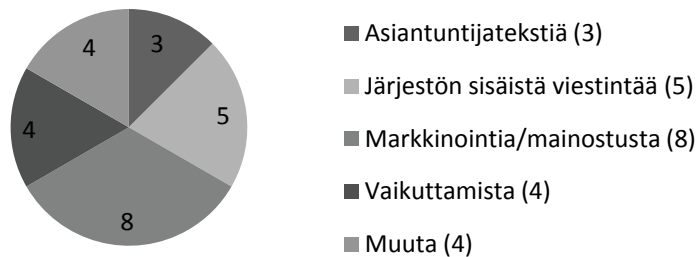 4
3
5
4
8
Asiantuntijatekstiä (3)
Järjestön sisäistä viestintää (5)
Markkinointia/mainostusta (8)
Vaikuttamista (4)
Muuta (4)